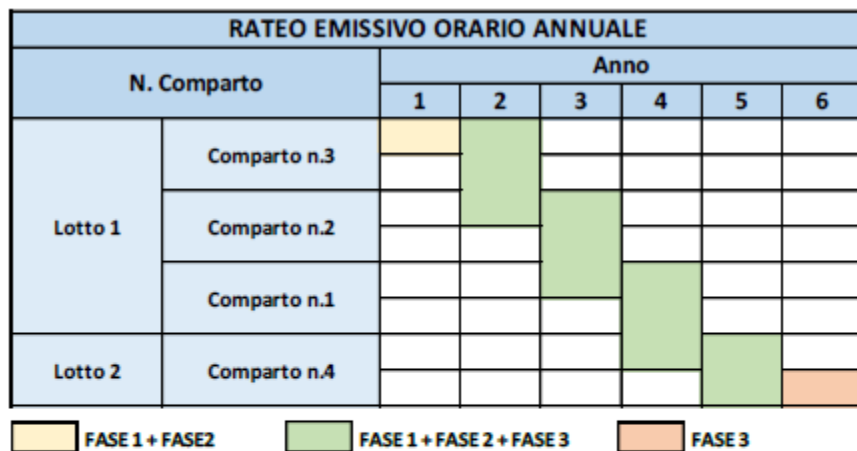 RATEO EMISSIVO ORARIO ANNUALE
N. Comparto
Anno
1 2 3 4 5 6
Lotto 1
Comparto n.3
Comparto n.2
Comparto n.1
Lotto 2
Comparto n.4
FASE 1 + FASE2
FASE 1 + FASE 2 + FASE 3
FASE 3